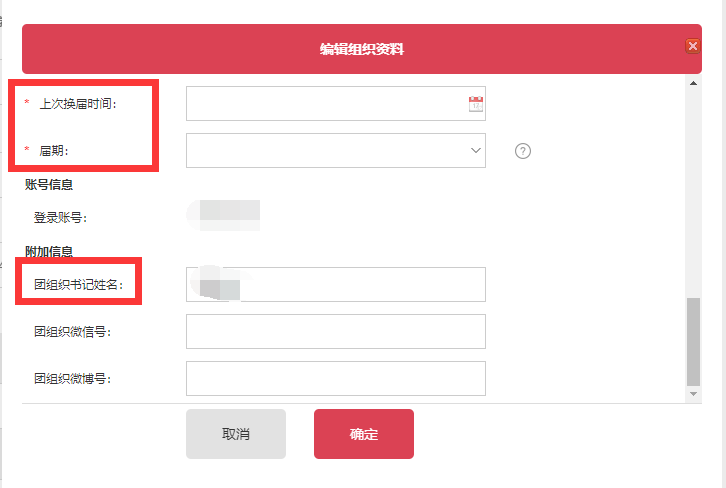 编辑组织资料
* 上次换届时间:
* 届期:
?
账号信息
登录账号:
附加信息
团组织书记姓名:
团组织微信号:
团组织微博号:
取消 确定